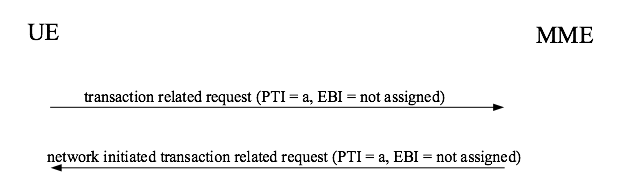 UE
MME
transaction related request (PTI = a, EBI = not assigned)
network initiated transaction related request (PTI = a, EBI = not assigned)